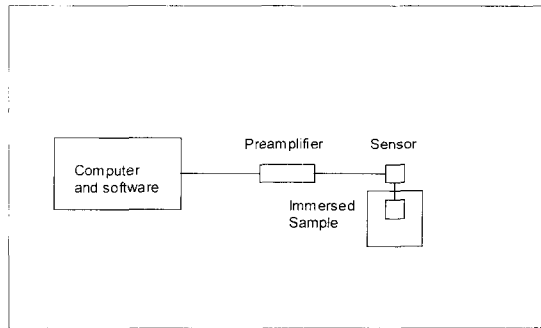 Preamplifier
Sensor
Computer
and software
Immersed
Sample